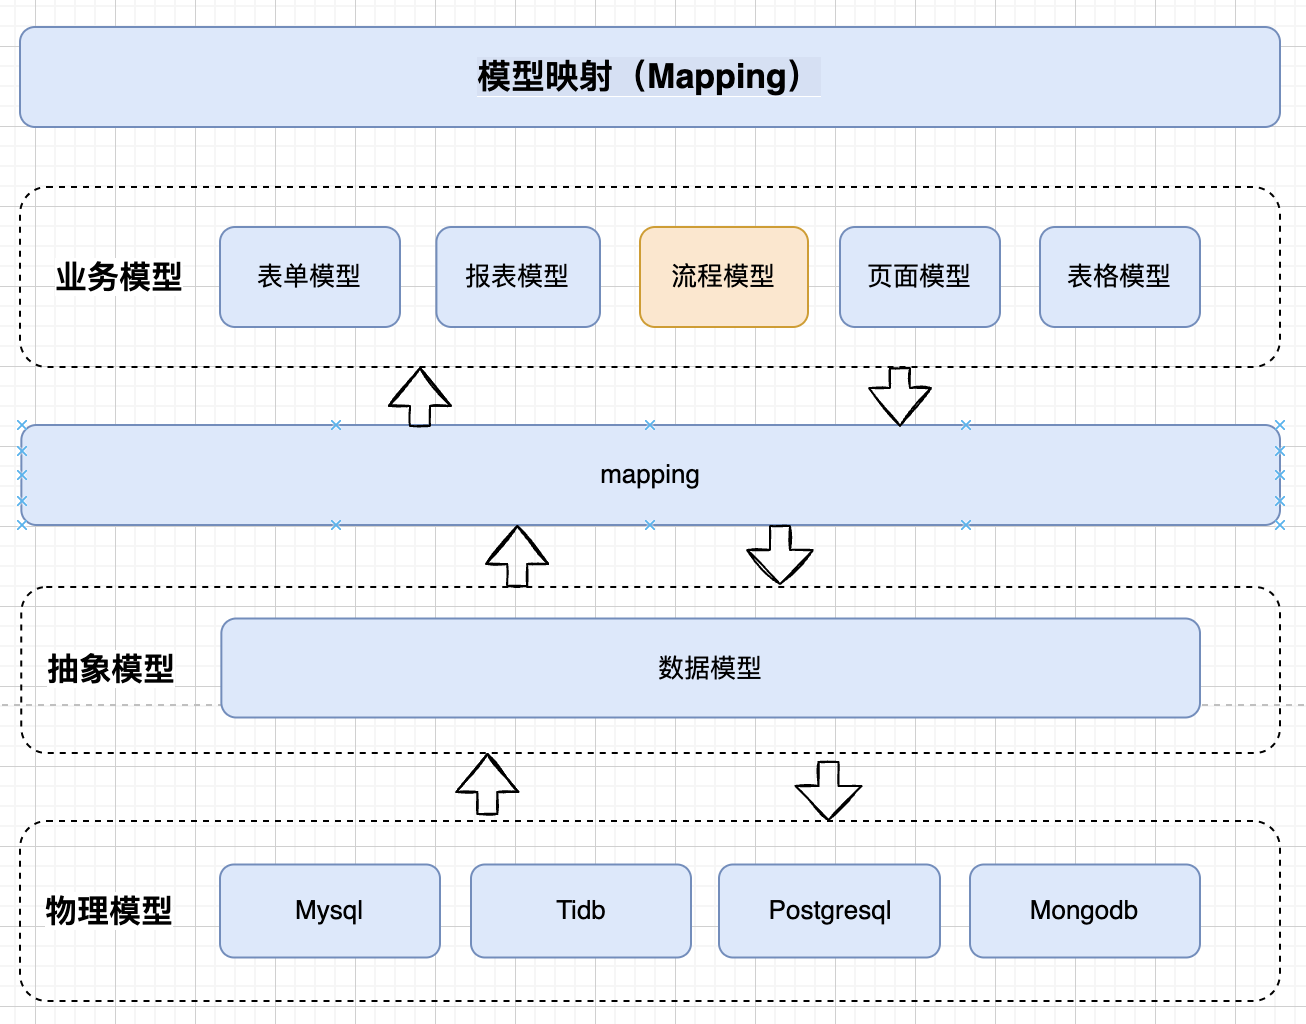 模型映射（Mapping）
业务模型
表单模型
报表模型
流程模型
页面模型
表格模型
mapping
抽象模型
数据模型
物理模型
Mysql
Tidb
Postgresql
Mongodb